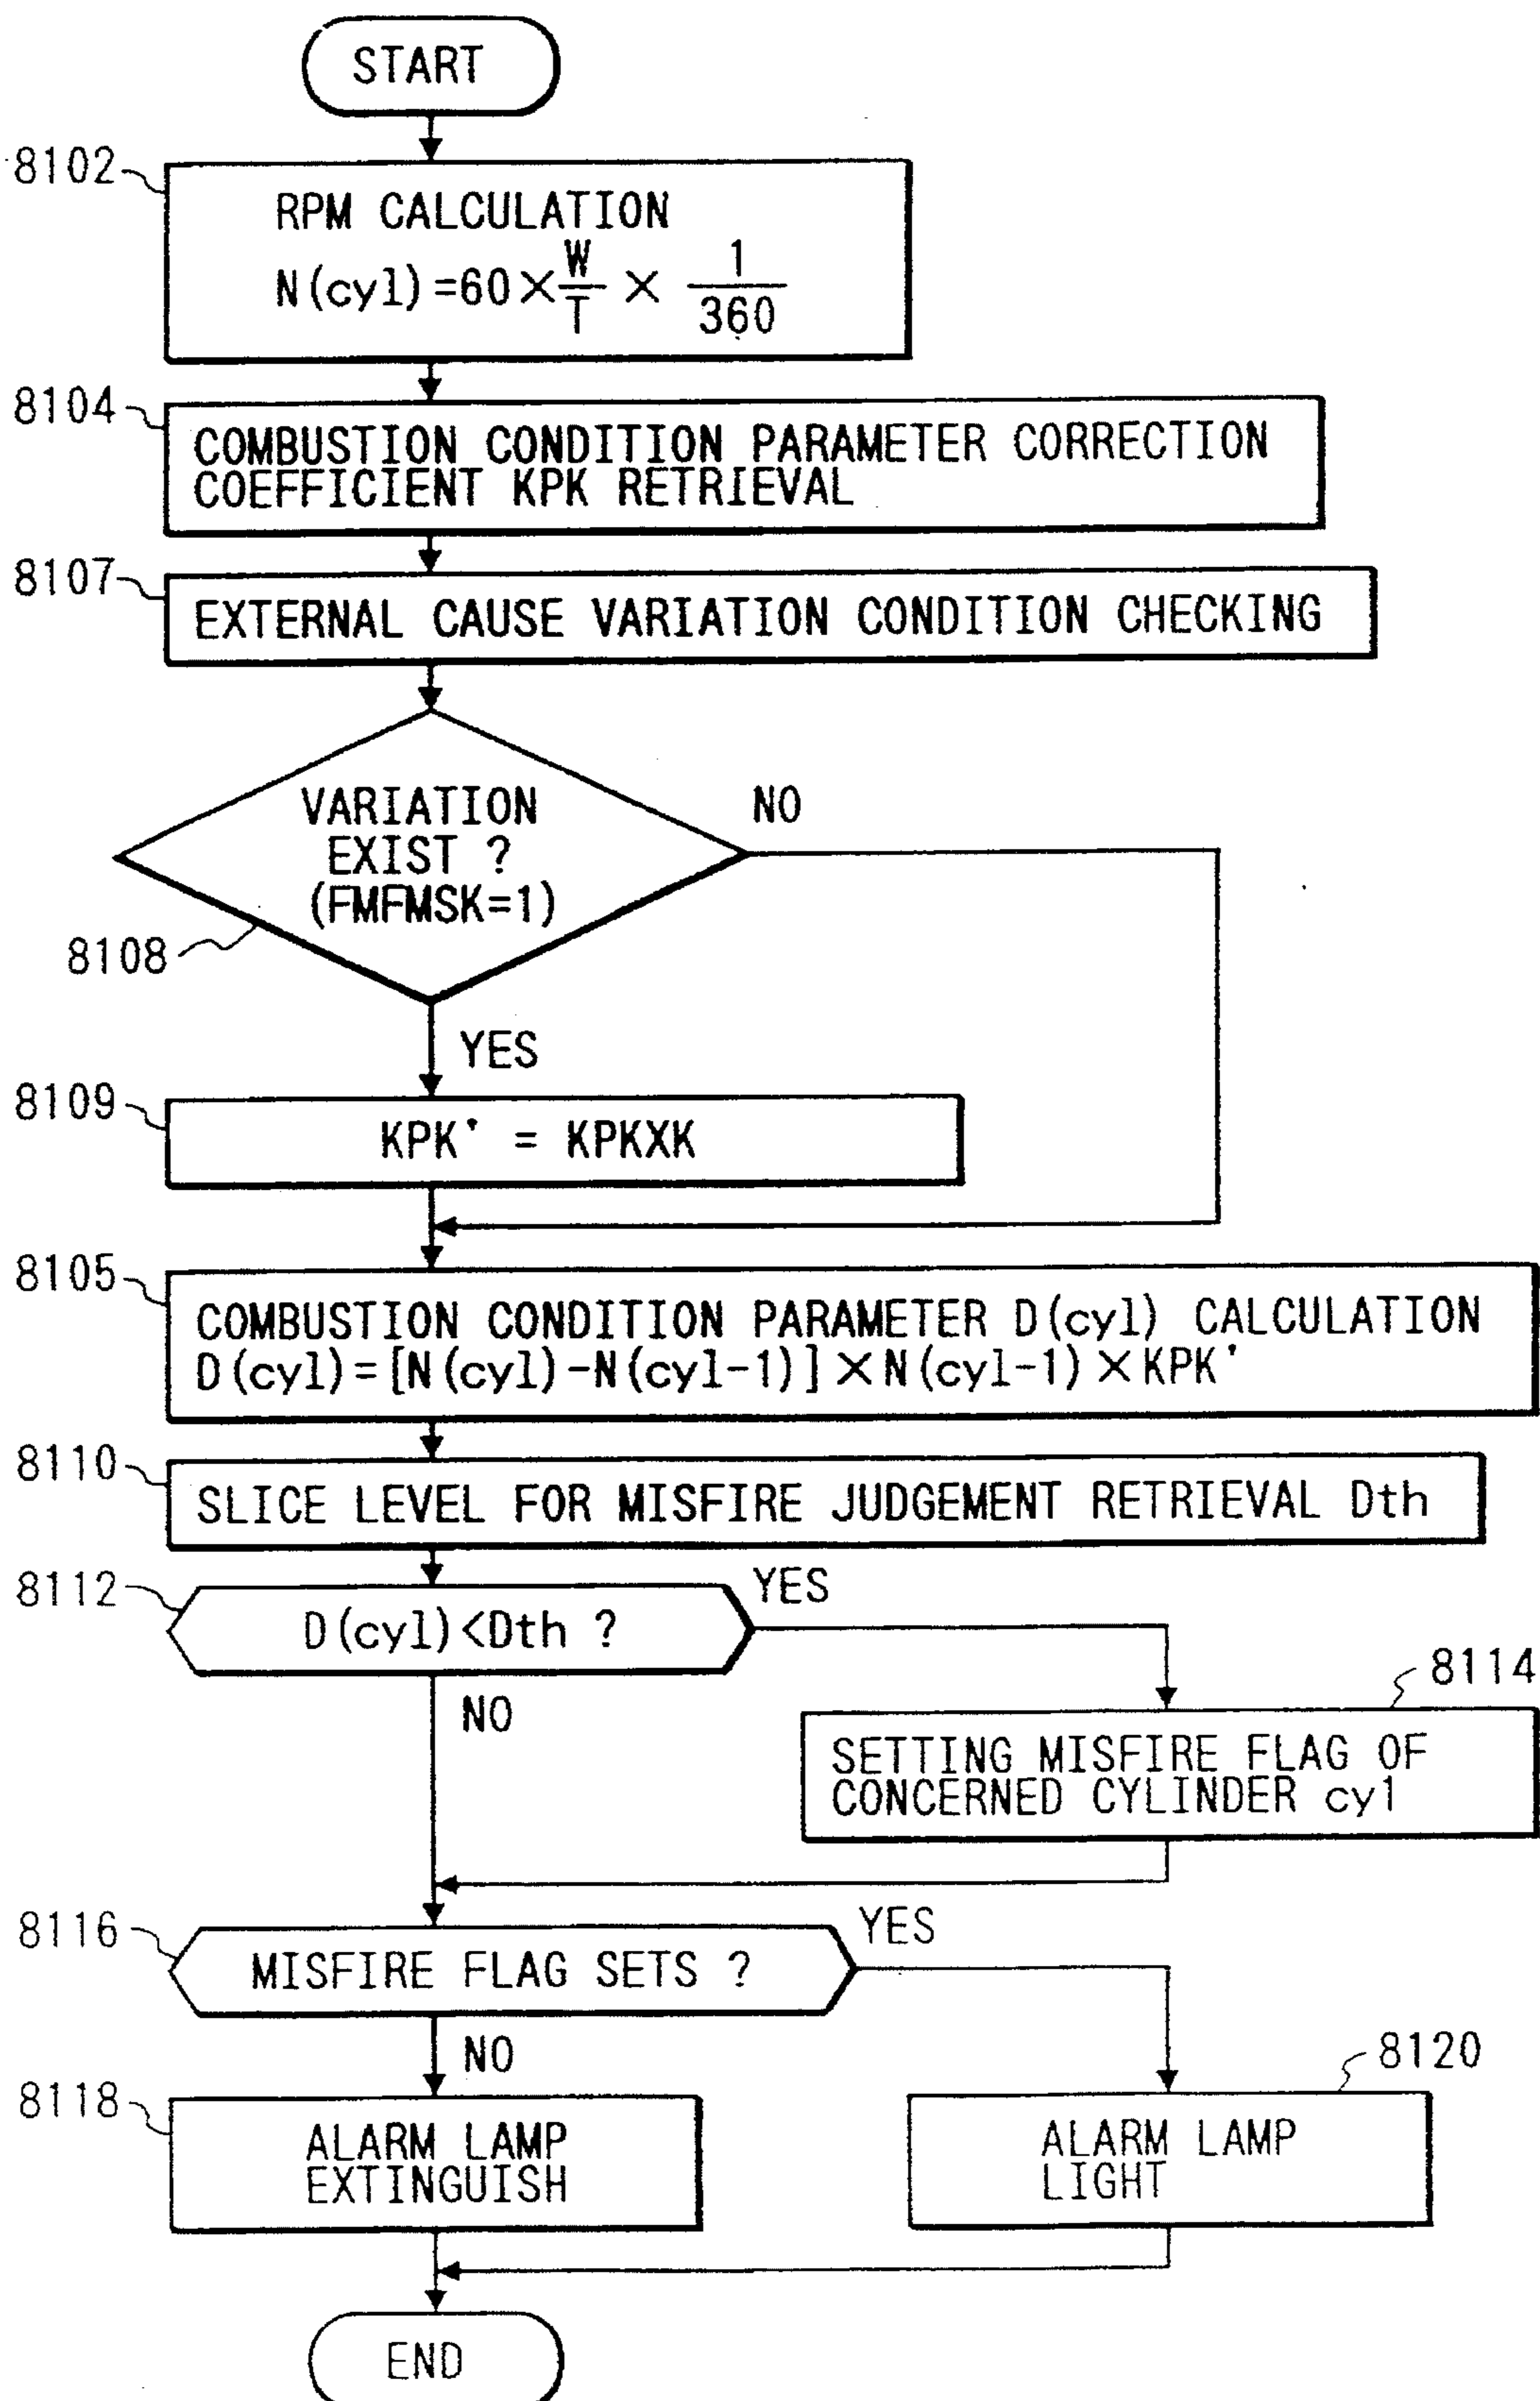 START
8102
RPM CALCULATION
N(cyl)=60×W/T×1/360
8104
COMBUSTION CONDITION PARAMETER CORRECTION
COEFFICIENT KPK RETRIEVAL
8107
EXTERNAL CAUSE VARIATION CONDITION CHECKING
VARIATION
EXIST ?
(FMFMSK=1)
NO
8108
YES
8109
KPK' = KPKXK
8105
COMBUSTION CONDITION PARAMETER D(cyl) CALCULATION
D(cyl)=[N(cyl)-N(cyl-1)]×N(cyl-1)×KPK'
8110
SLICE LEVEL FOR MISFIRE JUDGEMENT RETRIEVAL Dth
8112
D(cyl)<Dth ?
YES
NO
8114
SETTING MISFIRE FLAG OF
CONCERNED CYLINDER cyl
8116
MISFIRE FLAG SETS ?
YES
NO
8118
ALARM LAMP
EXTINGUISH
8120
ALARM LAMP
LIGHT
END